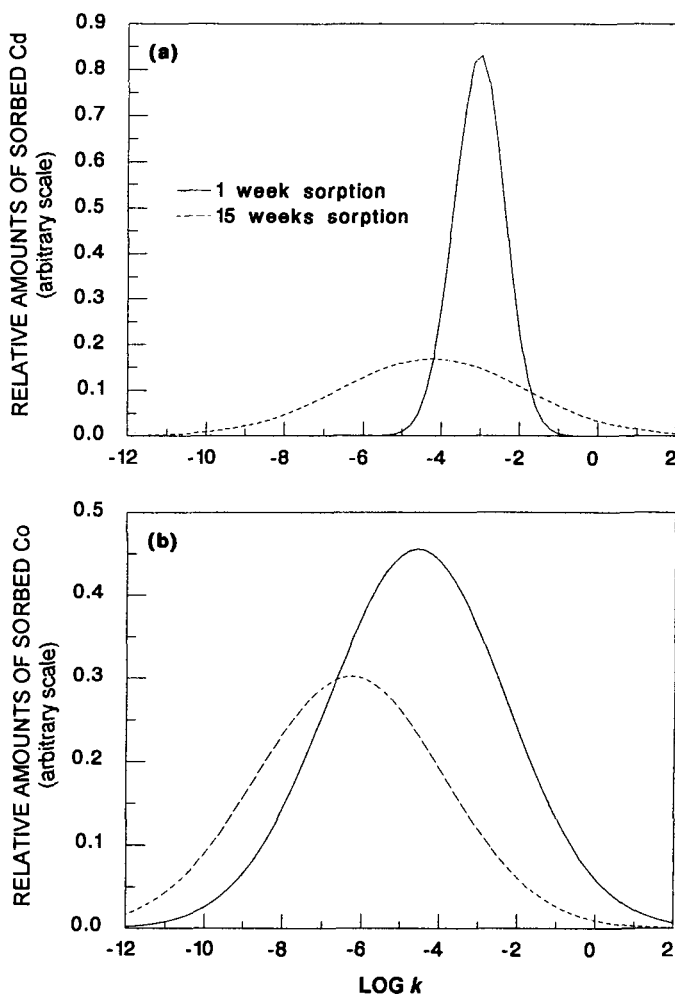 RELATIVE AMOUNTS OF SORBED Cd
(arbitrary scale)
(a)
0.9
0.8
0.7
0.6
0.5
0.4
0.3
0.2
0.1
0.0
1 week sorption
15 weeks sorption
-12 -10 -8 -6 -4 -2 0 2
RELATIVE AMOUNTS OF SORBED Co
(arbitrary scale)
(b)
0.5
0.4
0.3
0.2
0.1
0.0
-12 -10 -8 -6 -4 -2 0 2
LOG k